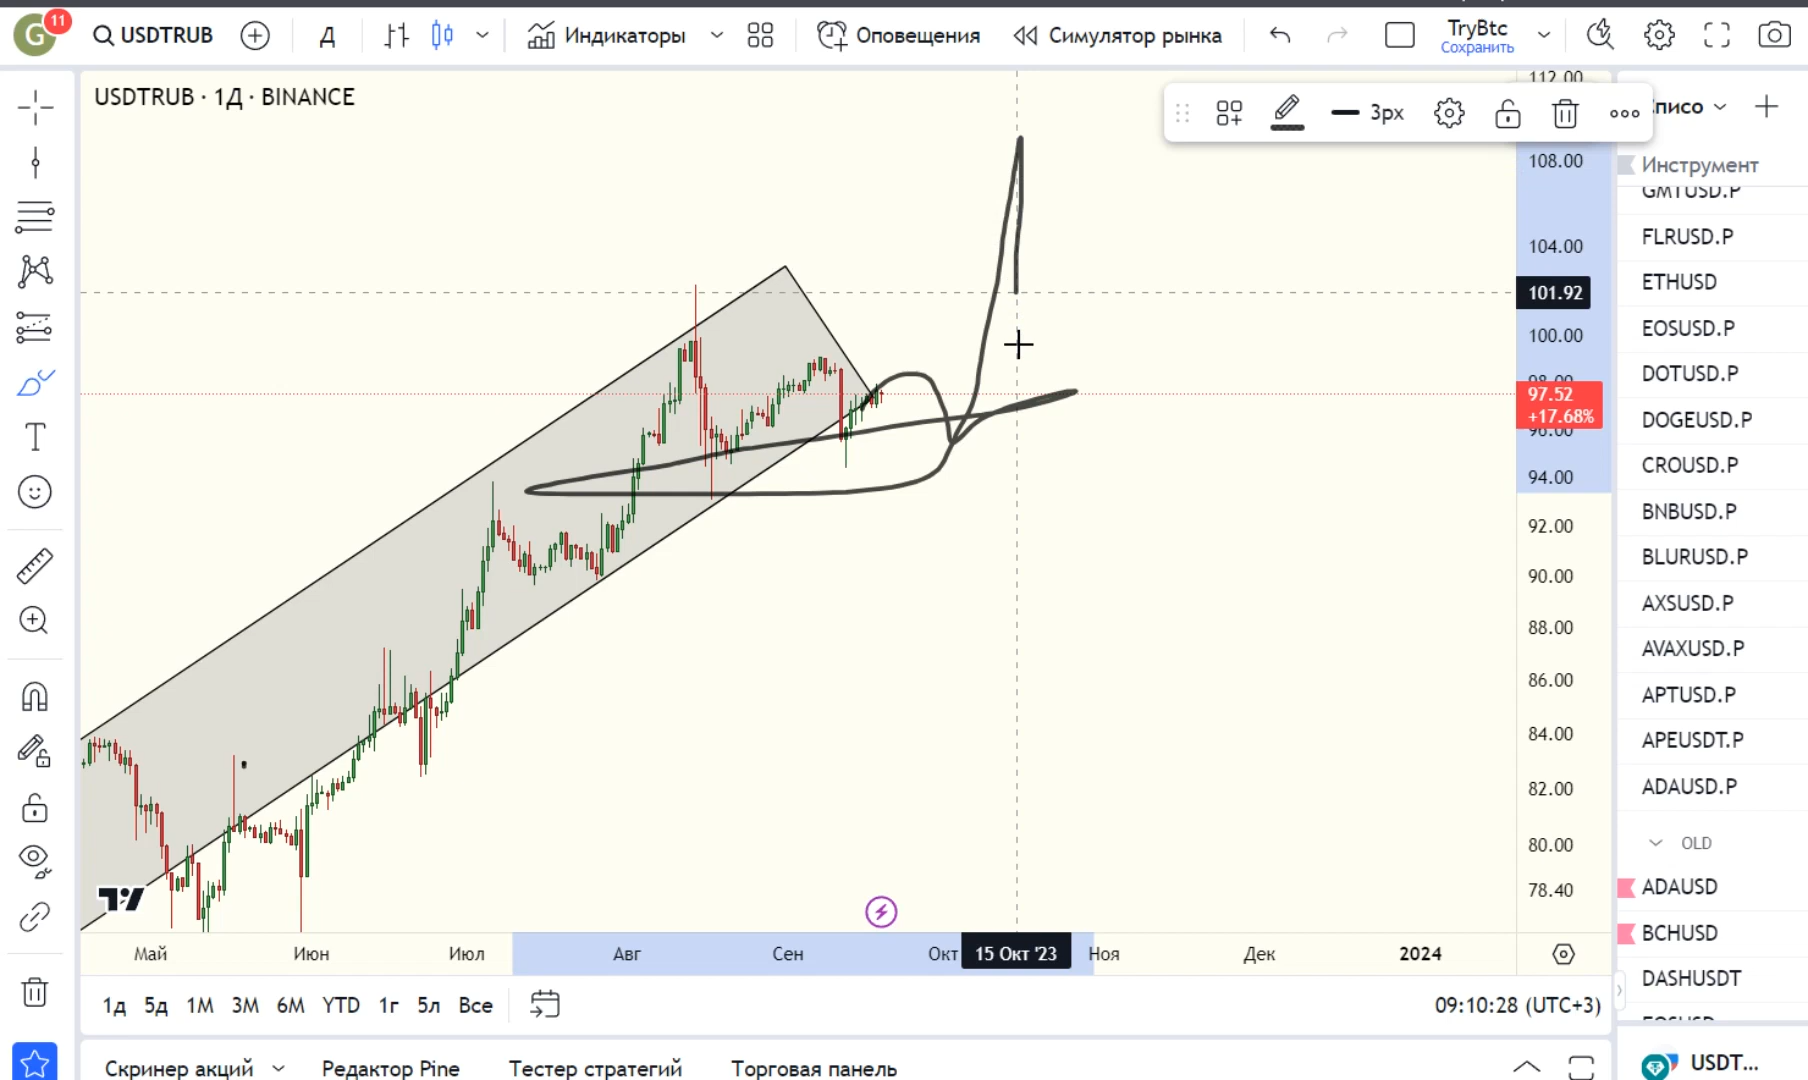 G
11
USDTRUB
Д
Индикаторы
Оповещения
Симулятор рынка
TryBtc
Сохранить
USDTRUB · 1Д · BINANCE
3px
112.00
108.00
104.00
101.92
100.00
98.00
97.52
+17.68%
96.00
94.00
92.00
90.00
88.00
86.00
84.00
82.00
80.00
78.40
Май
Июн
Июл
Авг
Сен
Окт
15 Окт '23
Ноя
Дек
2024
1д
5д
1М
3М
6М
YTD
1г
5л
Все
09:10:28 (UTC+3)
Скринер акций
Редактор Pine
Тестер стратегий
Торговая панель
Инструмент
GMTUSD.P
FLRUSD.P
ETHUSD
EOSUSD.P
DOTUSD.P
DOGEUSD.P
CROUSD.P
BNBUSD.P
BLURUSD.P
AXSUSD.P
AVAXUSD.P
APTUSD.P
APEUSDT.P
ADAUSD.P
OLD
ADAUSD
BCHUSD
DASHUSDT
USDT...